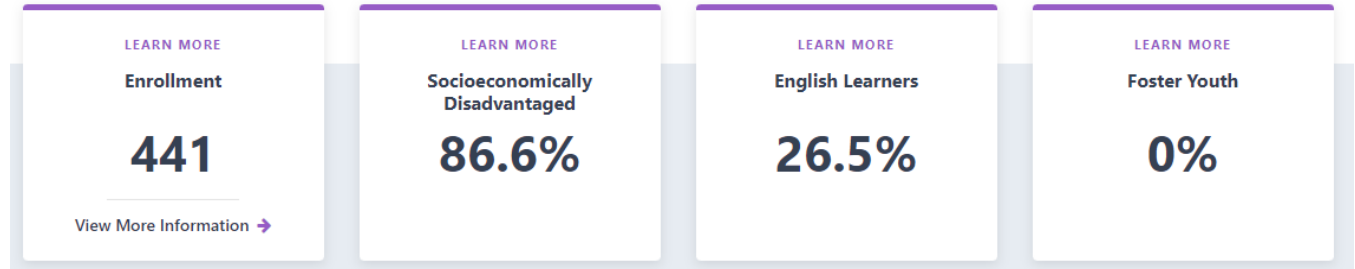 LEARN MORE
Enrollment
441
View More Information
LEARN MORE
Socioeconomically
Disadvantaged
86.6%
LEARN MORE
English Learners
26.5%
LEARN MORE
Foster Youth
0%